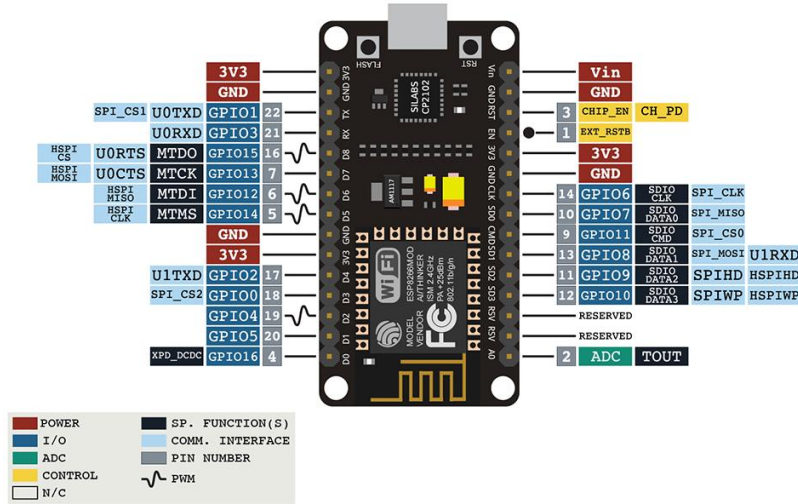 FLASH
RST
3V3 3V3
GND GND
SPI_CS1 U0TXD GPIO1 22 TX
U0RXD GPIO3 21 RX
HSPI CS U0RTS MTDO GPIO15 16 D8
HSPI MOSI U0CTS MTCK GPIO13 7 D7
HSPI MISO MTDI GPIO12 6 D6
HSPI CLK MTMS GPIO14 5 D5
GND GND
3V3 3V3
U1TXD GPIO2 17 D4
SPI_CS2 GPIO0 18 D3
GPIO4 19 D2
GPIO5 20 D1
XPD_DCDC GPIO16 4 D0
SILABS
CP2102
AM1117
WiFi
MODEL
VENDOR
ESP8266MOD
AITHINKER
ISM 2.4GHz
PA +25dBm
802.11b/g/n
FC
Vin Vin
GND GND
RST 3 CHIP_EN CH_PD
EN 1 EXT_RSTB
3V3 3V3
GND GND
CLK 14 GPIO6 SDIO CLK SPI_CLK
SD0 10 GPIO7 SDIO DATA0 SPI_MISO
CMD 9 GPIO11 SDIO CMD SPI_CS0
SD1 13 GPIO8 SDIO DATA1 SPI_MOSI U1RXD
SD2 11 GPIO9 SDIO DATA2 SPIHD HSPIHD
SD3 12 GPIO10 SDIO DATA3 SPIWP HSPIWP
RSV RESERVED
RSV RESERVED
A0 2 ADC TOUT
POWER
I/O
ADC
CONTROL
N/C
SP. FUNCTION(S)
COMM. INTERFACE
PIN NUMBER
PWM